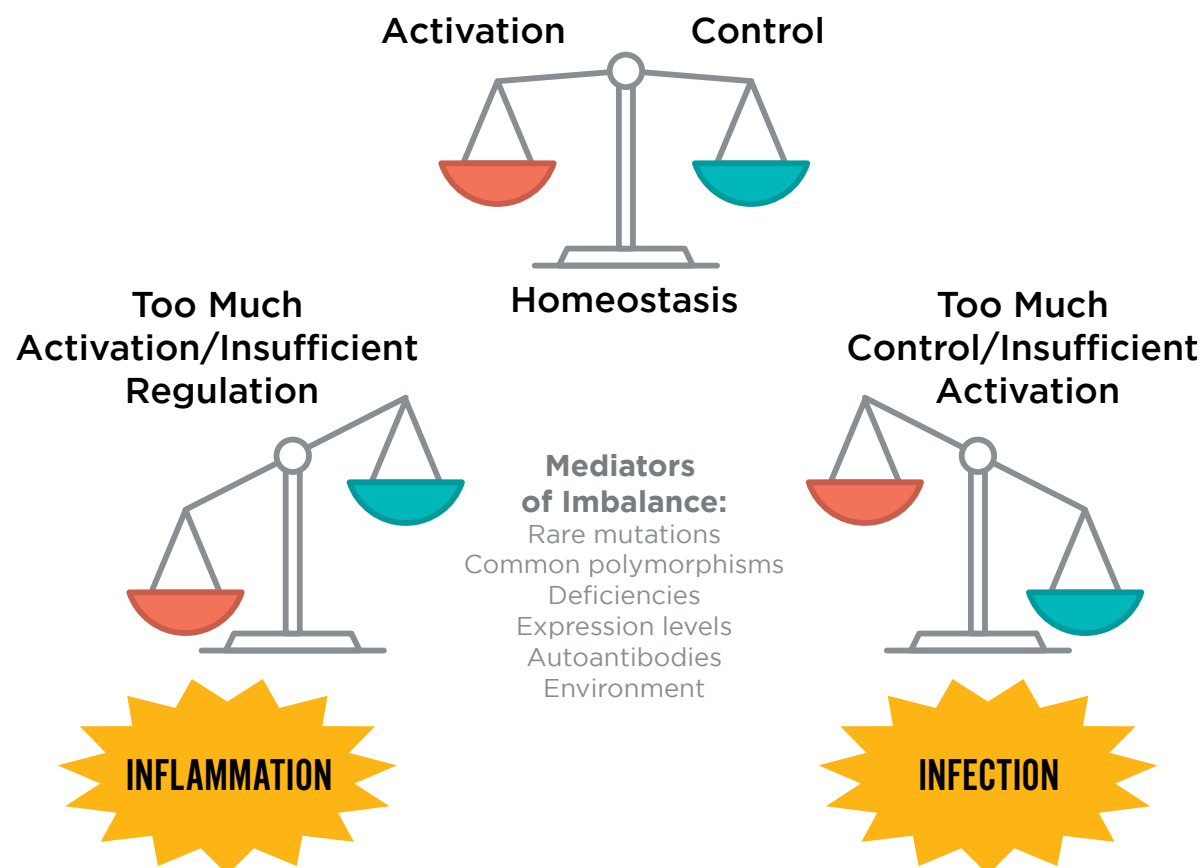 Activation Control
Homeostasis
Too Much
Activation/Insufficient
Regulation
Too Much
Control/Insufficient
Activation
Mediators
of Imbalance:
Rare mutations
Common polymorphisms
Deficiencies
Expression levels
Autoantibodies
Environment
INFLAMMATION
INFECTION